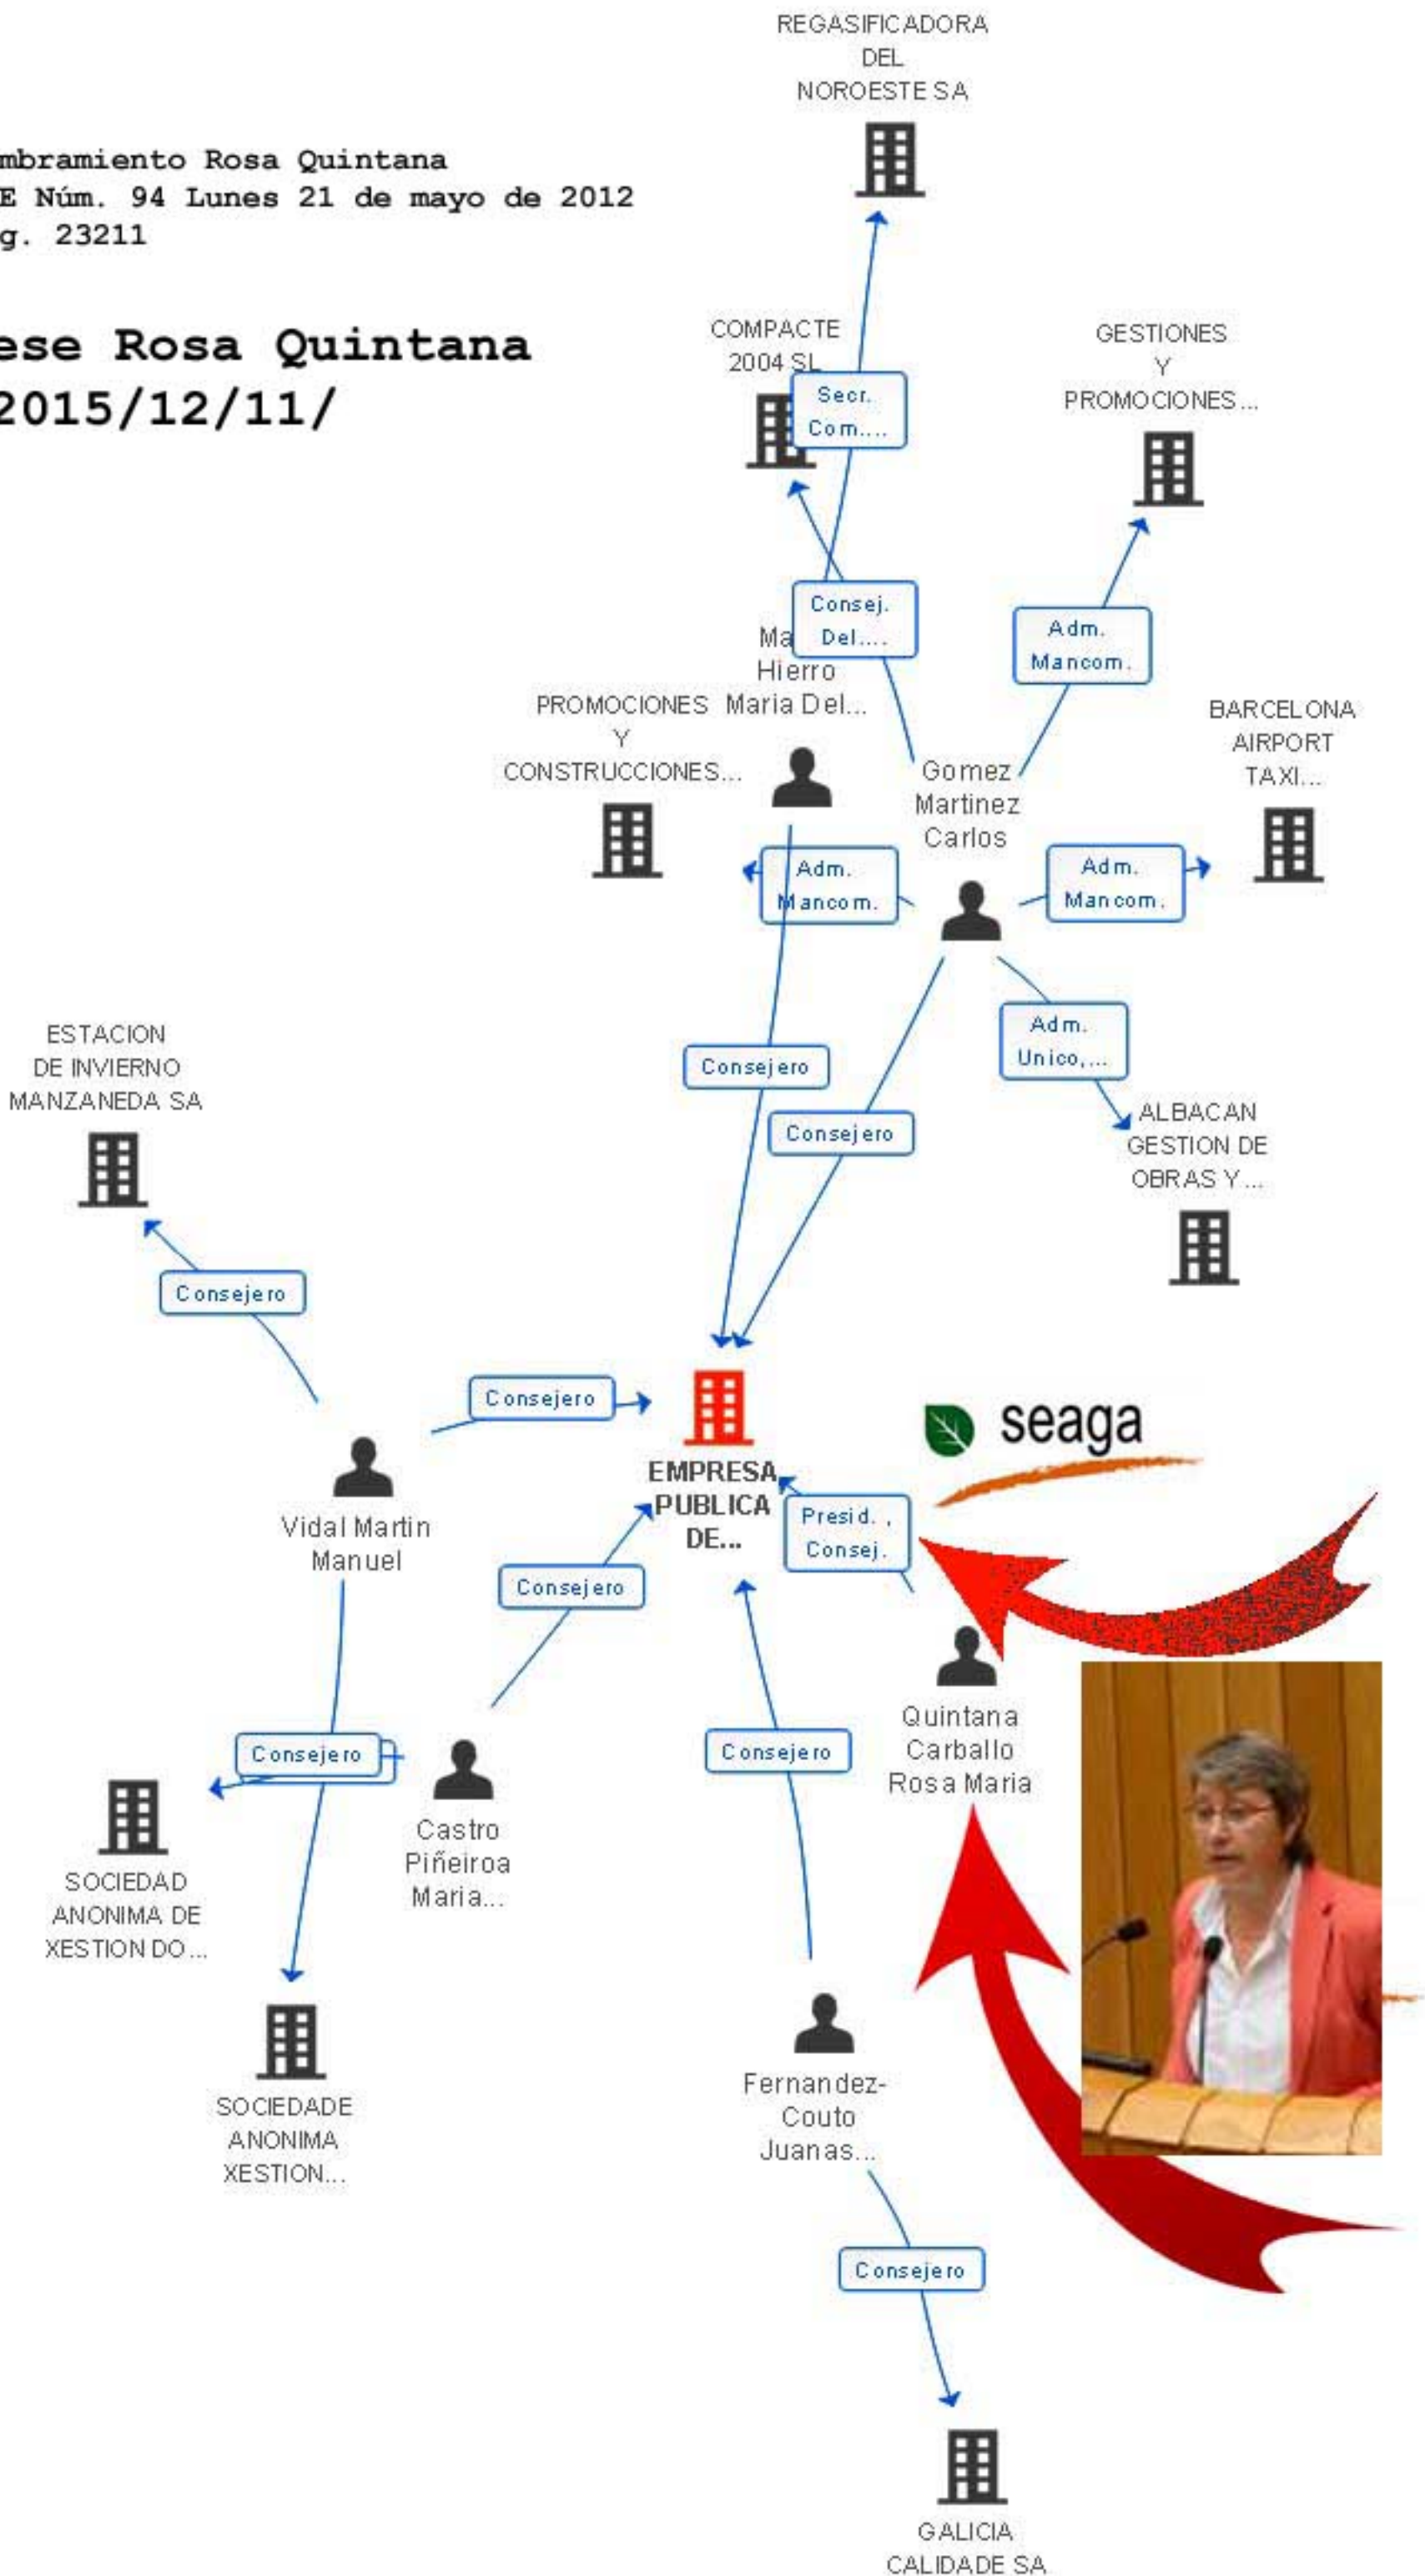 REGASIFICADORA
DEL
NOROESTE SA
mbramiento Rosa Quintana
E Núm. 94 Lunes 21 de mayo de 2012
g. 23211
ese Rosa Quintana
2015/12/11/
COMPACTE
2004 SL
GESTIONES
Y
PROMOCIONES...
Secr.
Com....
Consej.
Del....
Adm.
Mancom.
Ma
Hierro
Maria Del...
PROMOCIONES
Y
CONSTRUCCIONES...
BARCELONA
AIRPORT
TAXI...
Gomez
Martinez
Carlos
Adm.
Mancom.
Adm.
Mancom.
Adm.
Unico,...
ESTACION
DE INVIERNO
MANZANEDA SA
Consejero
Consejero
ALBACAN
GESTION DE
OBRAS Y...
Consejero
Consejero
seaga
EMPRESA
PUBLICA
DE...
Presid. ,
Consej.
Vidal Martin
Manuel
Consejero
Quintana
Carballo
Rosa Maria
Consejero
Consejero
Castro
Piñeiroa
Maria...
SOCIEDAD
ANONIMA DE
XESTION DO...
SOCIEDADE
ANONIMA
XESTION...
Fernandez-
Couto
Juanas...
Consejero
GALICIA
CALIDADE SA